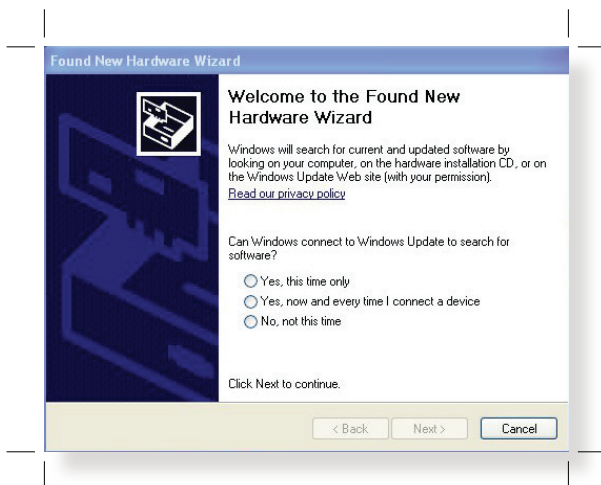 Found New Hardware Wizard
Welcome to the Found New
Hardware Wizard
Windows will search for current and updated software by
looking on your computer, on the hardware installation CD, or on
the Windows Update Web site (with your permission).
Read our privacy policy
Can Windows connect to Windows Update to search for
software?
Yes, this time only
Yes, now and every time I connect a device
No, not this time
Click Next to continue.
< Back
Next >
Cancel